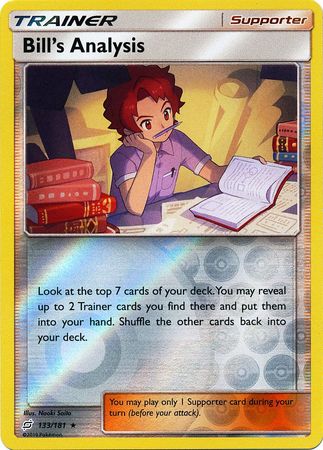 TRAINER Supporter
Bill's Analysis
Look at the top 7 cards of your deck. You may reveal
up to 2 Trainer cards you find there and put them
into your hand. Shuffle the other cards back into
your deck.
Illus. Naoki Saito
133/181 ★
©2019 Pokémon
You may play only 1 Supporter card during your
turn (before your attack).